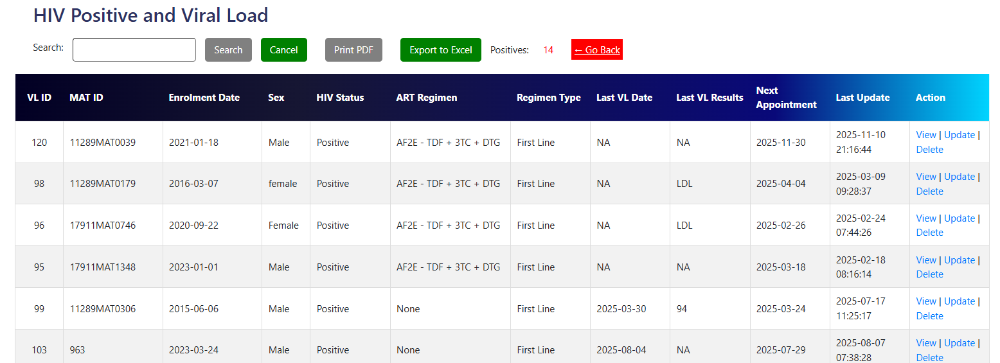 HIV Positive and Viral Load
Search: Search Cancel Print PDF Export to Excel Positives: 14 ← Go Back
VL ID MAT ID Enrolment Date Sex HIV Status ART Regimen Regimen Type Last VL Date Last VL Results Next Appointment Last Update Action
120 11289MAT0039 2021-01-18 Male Positive AF2E - TDF + 3TC + DTG First Line NA NA 2025-11-30 2025-11-10 21:16:44 View | Update | Delete
98 11289MAT0179 2016-03-07 female Positive AF2E - TDF + 3TC + DTG First Line NA LDL 2025-04-04 2025-03-09 09:28:37 View | Update | Delete
96 17911MAT0746 2020-09-22 Female Positive AF2E - TDF + 3TC + DTG First Line NA LDL 2025-02-26 2025-02-24 07:44:26 View | Update | Delete
95 17911MAT1348 2023-01-01 Male Positive AF2E - TDF + 3TC + DTG First Line NA NA 2025-03-18 2025-02-18 08:16:14 View | Update | Delete
99 11289MAT0306 2015-06-06 Male Positive None First Line 2025-03-30 94 2025-03-24 2025-07-17 11:25:17 View | Update | Delete
103 963 2023-03-24 Male Positive None First Line 2025-08-04 NA 2025-07-29 2025-08-07 07:38:28 View | Update | Delete